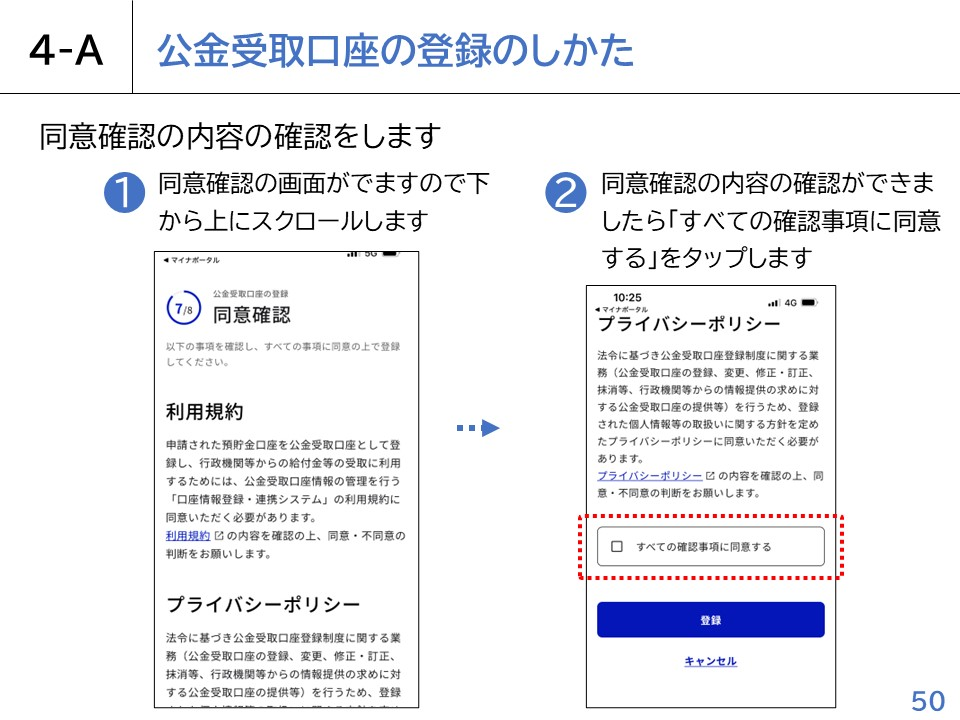 4-A
公金受取口座の登録のしかた
同意確認の内容の確認をします
1
同意確認の画面がでますので下
から上にスクロールします
2
同意確認の内容の確認ができま
したら「すべての確認事項に同意
する」をタップします
◀マイナポータル
5G
7/8
公金受取口座の登録
同意確認
以下の事項を確認し、すべての事項に同意の上で登録
してください。
利用規約
申請された預貯金口座を公金受取口座として登
録し、行政機関等からの給付金等の受取に利用
するためには、公金受取口座情報の管理を行う
「口座情報登録・連携システム」の利用規約に
同意いただく必要があります。
利用規約 の内容を確認の上、同意・不同意の
判断をお願いします。
プライバシーポリシー
法令に基づき公金受取口座登録制度に関する業
務（公金受取口座の登録、変更、修正・訂正、
抹消等、行政機関等からの情報提供の求めに対
する公金受取口座の提供等）を行うため、登録
10:25
4G
◀マイナポータル
プライバシーポリシー
法令に基づき公金受取口座登録制度に関する業
務（公金受取口座の登録、変更、修正・訂正、
抹消等、行政機関等からの情報提供の求めに対
する公金受取口座の提供等）を行うため、登録
された個人情報等の取扱いに関する方針を定め
たプライバシーポリシーに同意いただく必要が
あります。
プライバシーポリシー の内容を確認の上、同
意・不同意の判断をお願いします。
すべての確認事項に同意する
登録
キャンセル
50